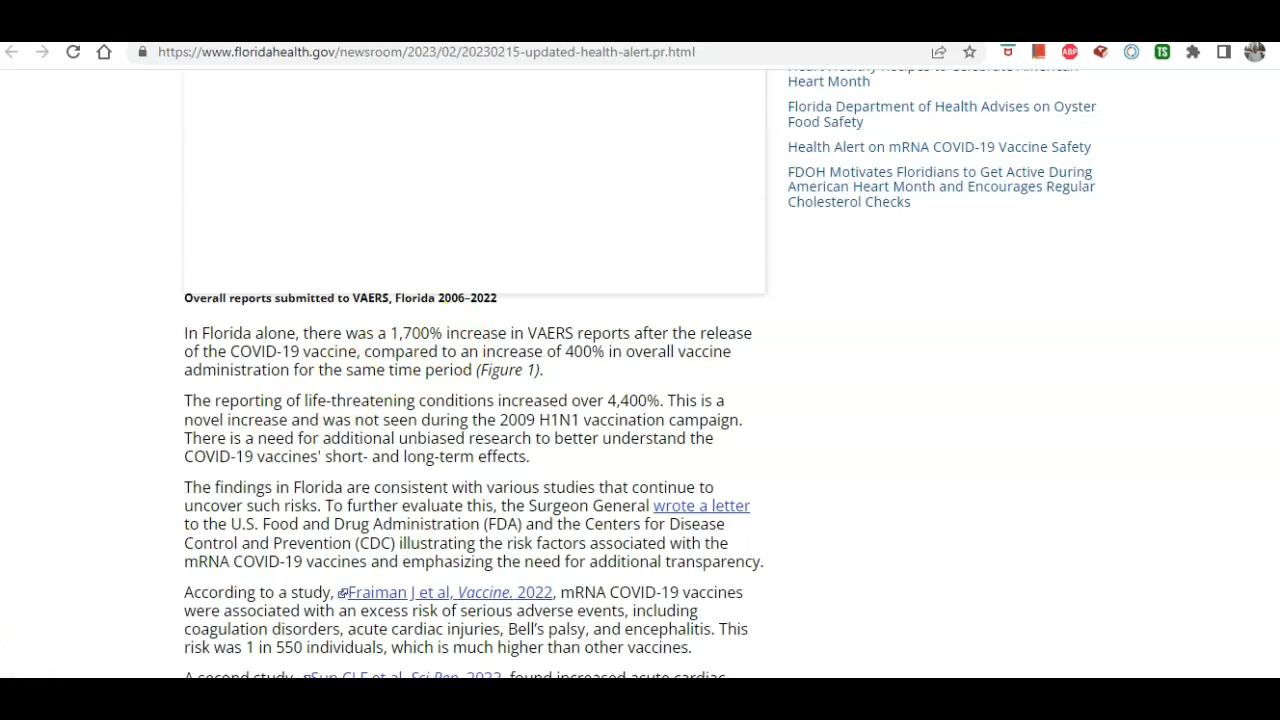 https://www.floridahealth.gov/newsroom/2023/02/20230215-updated-health-alert.pr.html
ABP
TS
Heart Healthy Recipes to Celebrate American
Heart Month
Florida Department of Health Advises on Oyster
Food Safety
Health Alert on mRNA COVID-19 Vaccine Safety
FDOH Motivates Floridians to Get Active During
American Heart Month and Encourages Regular
Cholesterol Checks
Overall reports submitted to VAERS, Florida 2006–2022
In Florida alone, there was a 1,700% increase in VAERS reports after the release
of the COVID-19 vaccine, compared to an increase of 400% in overall vaccine
administration for the same time period (Figure 1).
The reporting of life-threatening conditions increased over 4,400%. This is a
novel increase and was not seen during the 2009 H1N1 vaccination campaign.
There is a need for additional unbiased research to better understand the
COVID-19 vaccines' short- and long-term effects.
The findings in Florida are consistent with various studies that continue to
uncover such risks. To further evaluate this, the Surgeon General wrote a letter
to the U.S. Food and Drug Administration (FDA) and the Centers for Disease
Control and Prevention (CDC) illustrating the risk factors associated with the
mRNA COVID-19 vaccines and emphasizing the need for additional transparency.
According to a study, Fraiman J et al, Vaccine. 2022, mRNA COVID-19 vaccines
were associated with an excess risk of serious adverse events, including
coagulation disorders, acute cardiac injuries, Bell's palsy, and encephalitis. This
risk was 1 in 550 individuals, which is much higher than other vaccines.
A second study, Sun CLF et al, Sci Rep. 2022, found increased acute cardiac